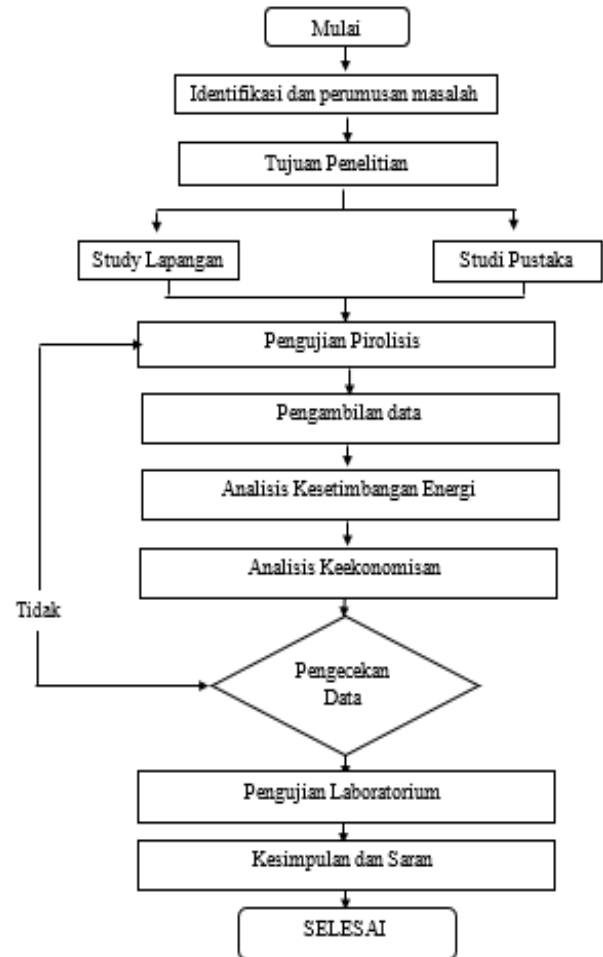 Mulai
Identifikasi dan perumusan masalah
Tujuan Penelitian
Study Lapangan
Studi Pustaka
Pengujian Pirolisis
Pengambilan data
Analisis Kesetimbangan Energi
Analisis Keekonomisan
Tidak
Pengecekan
Data
Pengujian Laboratorium
Kesimpulan dan Saran
SELESAI